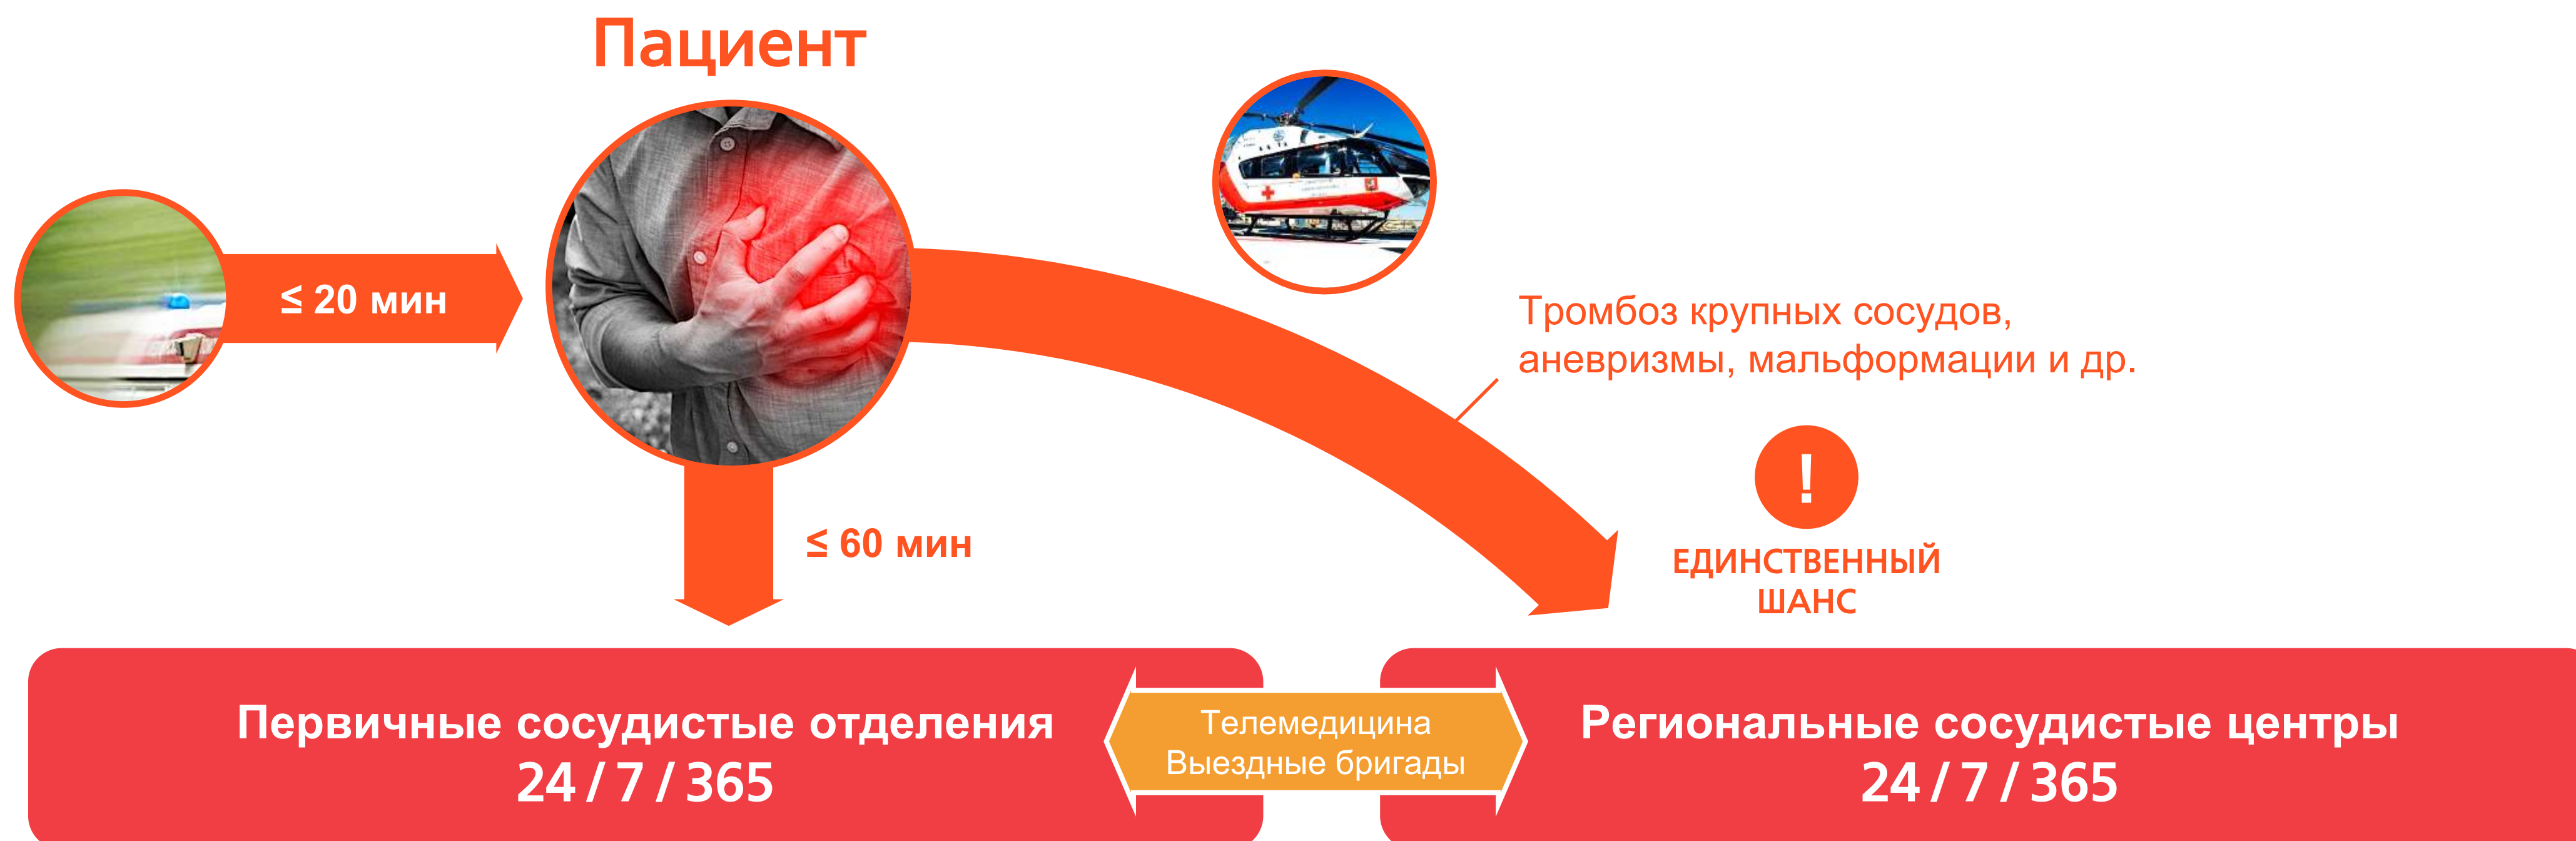 Пациент
≤ 20 мин
Тромбоз крупных сосудов,
аневризмы, мальформации и др.
!
≤ 60 мин
ЕДИНСТВЕННЫЙ
ШАНС
Первичные сосудистые отделения
24 / 7 / 365
Телемедицина
Выездные бригады
Региональные сосудистые центры
24 / 7 / 365